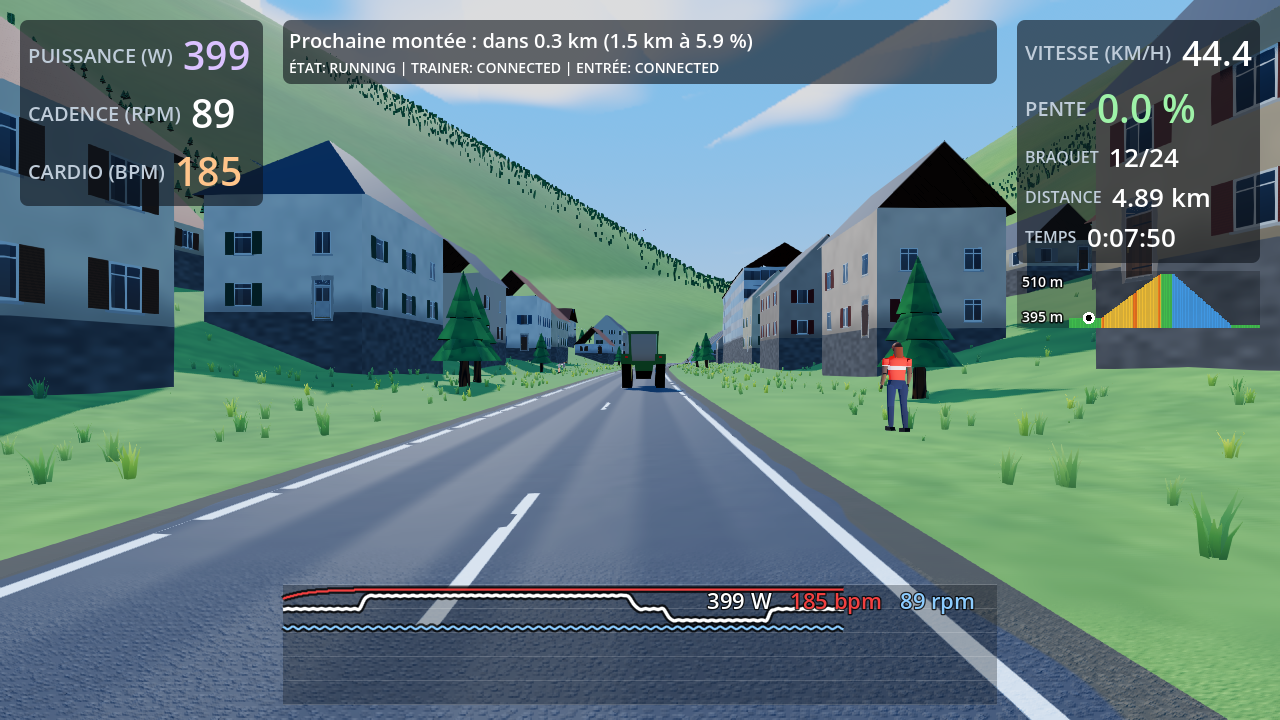 PUISSANCE (W) 399
CADENCE (RPM) 89
CARDIO (BPM) 185
Prochaine montée : dans 0.3 km (1.5 km à 5.9 %)
ÉTAT: RUNNING | TRAINER: CONNECTED | ENTRÉE: CONNECTED
VITESSE (KM/H) 44.4
PENTE 0.0 %
BRAQUET 12/24
DISTANCE 4.89 km
TEMPS 0:07:50
510 m
395 m
399 W 185 bpm 89 rpm